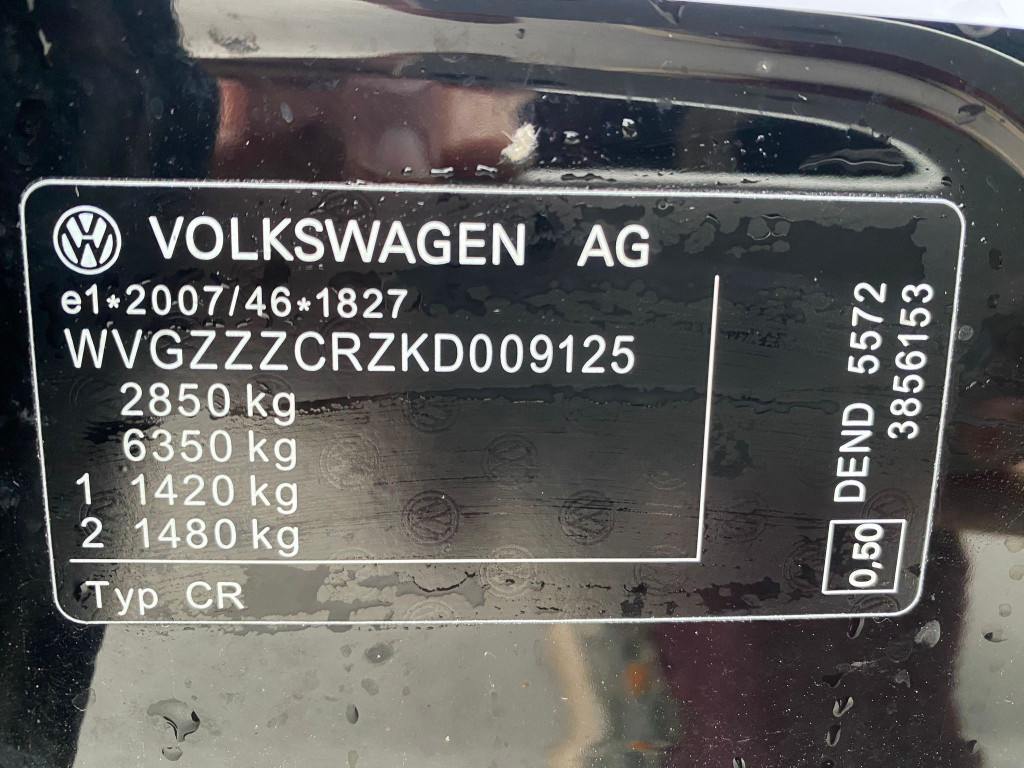 VOLKSWAGEN AG
e1*2007/46*1827
WVGZZZCRZKD009125
2850 kg
6350 kg
1 1420 kg
2 1480 kg
Typ CR
0,50 DEND 5572
3856153